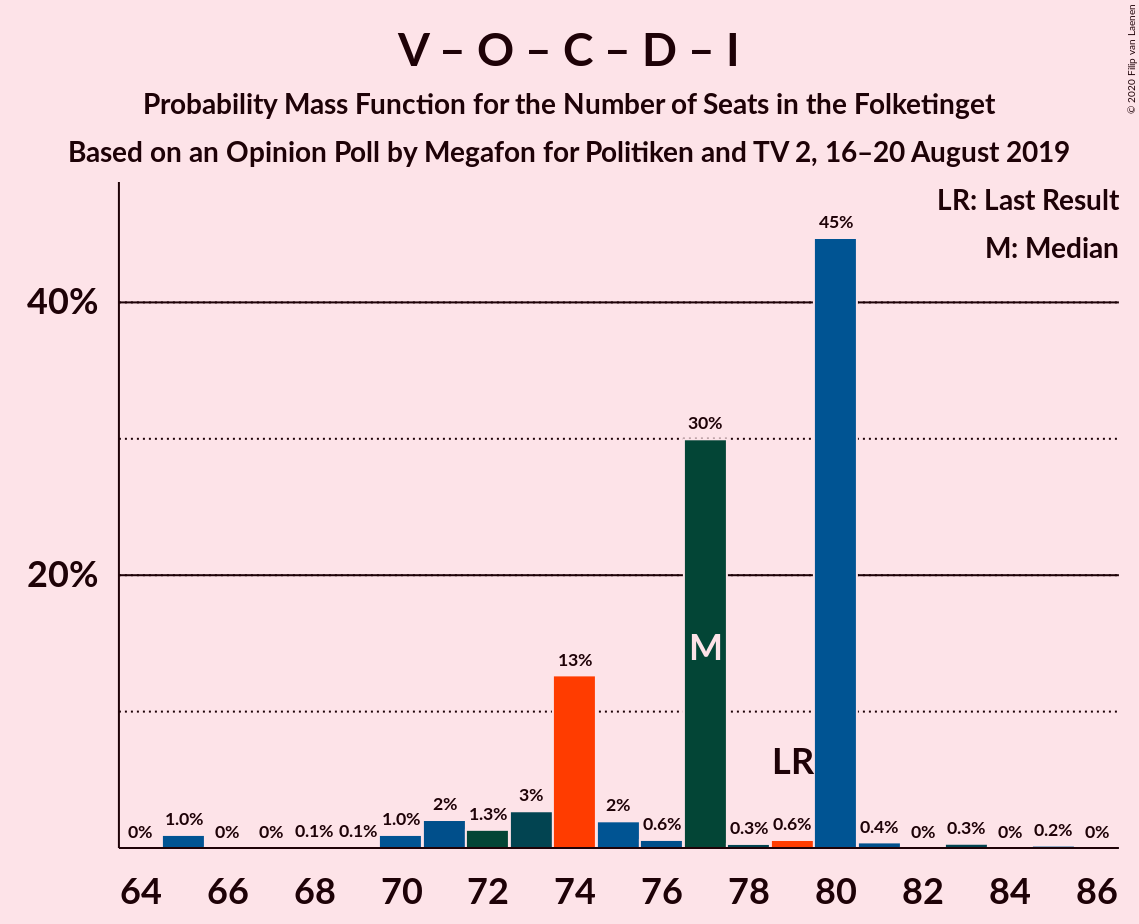 V – O – C – D – I
Probability Mass Function for the Number of Seats in the Folketinget
Based on an Opinion Poll by Megafon for Politiken and TV 2, 16–20 August 2019
© 2020 Filip van Laenen
LR: Last Result
M: Median
40%
20%
0%
1.0%
0%
0%
0.1%
0.1%
1.0%
2%
1.3%
3%
13%
2%
0.6%
30%
0.3%
0.6%
45%
0.4%
0%
0.3%
0%
0.2%
0%
M
LR
64 66 68 70 72 74 76 78 80 82 84 86